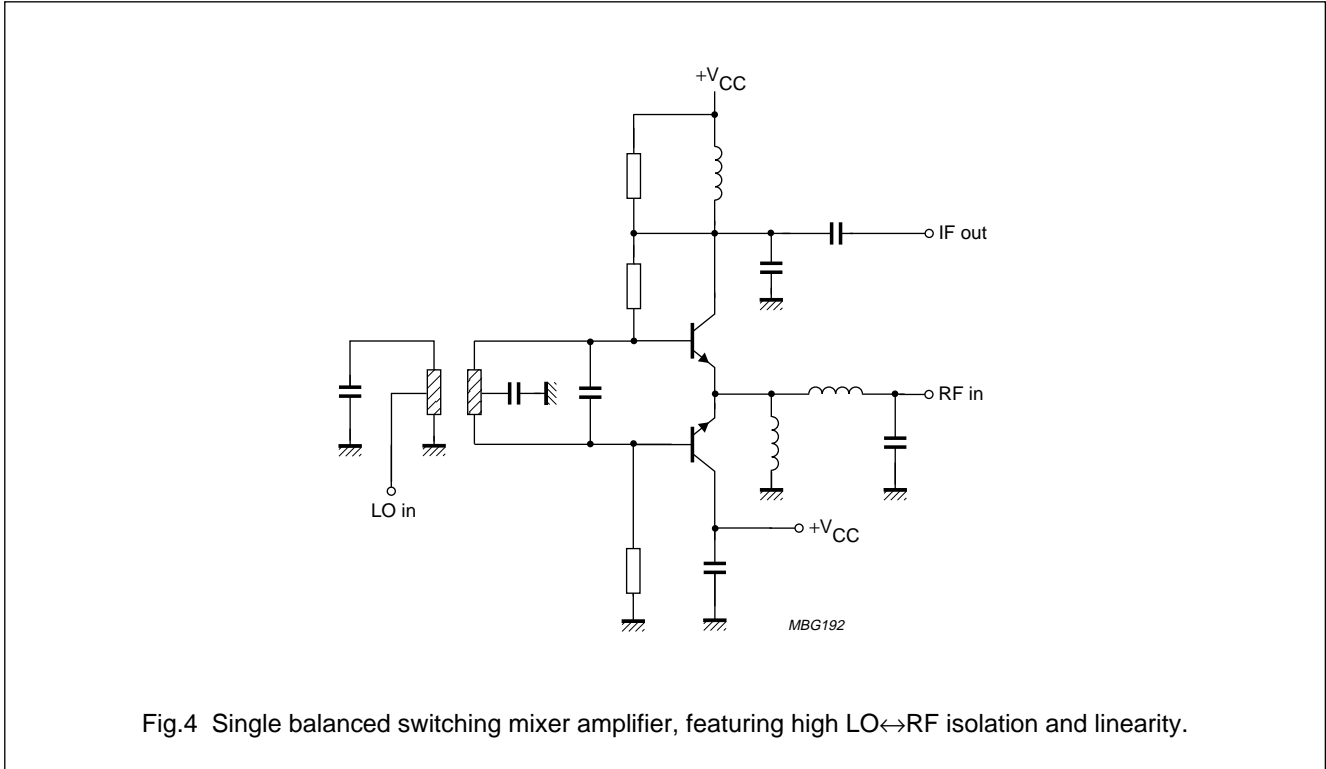 +VCC
IF out
RF in
LO in
+VCC
MBG192
Fig.4 Single balanced switching mixer amplifier, featuring high LO↔RF isolation and linearity.